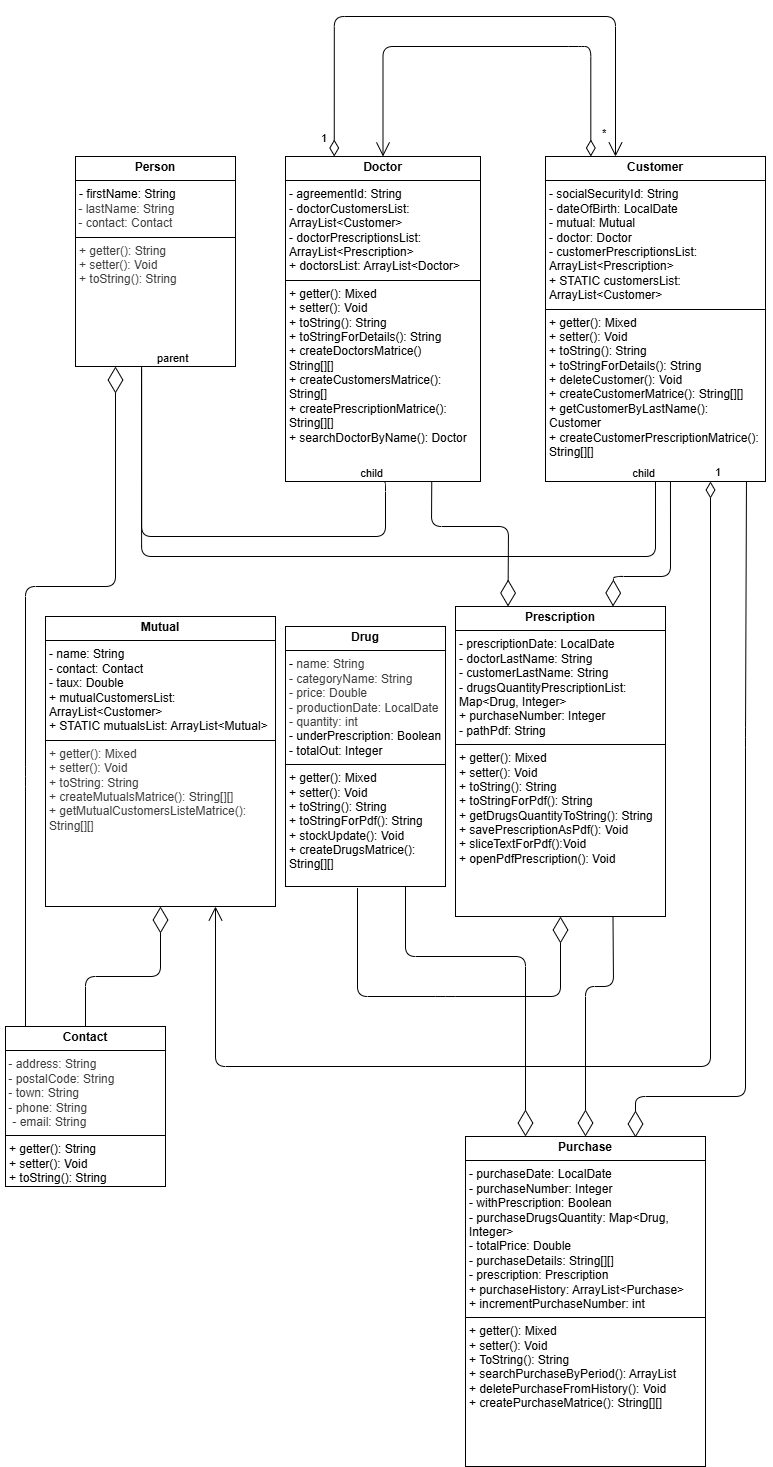 1
*
Person
- firstName: String
- lastName: String
- contact: Contact
+ getter(): String
+ setter(): Void
+ toString(): String
parent
Doctor
- agreementId: String
- doctorCustomersList:
ArrayList<Customer>
- doctorPrescriptionsList:
ArrayList<Prescription>
+ doctorsList: ArrayList<Doctor>
+ getter(): Mixed
+ setter(): Void
+ toString(): String
+ toStringForDetails(): String
+ createDoctorsMatrice()
String[][]
+ createCustomersMatrice():
String[]
+ createPrescriptionMatrice():
String[][]
+ searchDoctorByName(): Doctor
child
Customer
- socialSecurityId: String
- dateOfBirth: LocalDate
- mutual: Mutual
- doctor: Doctor
- customerPrescriptionsList:
ArrayList<Prescription>
+ STATIC customersList:
ArrayList<Customer>
+ getter(): Mixed
+ setter(): Void
+ toString(): String
+ toStringForDetails(): String
+ deleteCustomer(): Void
+ createCustomerMatrice(): String[][]
+ getCustomerByLastName():
Customer
+ createCustomerPrescriptionMatrice():
String[][]
child
1
Mutual
- name: String
- contact: Contact
- taux: Double
+ mutualCustomersList:
ArrayList<Customer>
+ STATIC mutualsList: ArrayList<Mutual>
+ getter(): Mixed
+ setter(): Void
+ toString: String
+ createMutualsMatrice(): String[][]
+ getMutualCustomersListeMatrice():
String[][]
Drug
- name: String
- categoryName: String
- price: Double
- productionDate: LocalDate
- quantity: int
- underPrescription: Boolean
- totalOut: Integer
+ getter(): Mixed
+ setter(): Void
+ toString(): String
+ toStringForPdf(): String
+ stockUpdate(): Void
+ createDrugsMatrice():
String[][]
Prescription
- prescriptionDate: LocalDate
- doctorLastName: String
- customerLastName: String
- drugsQuantityPrescriptionList:
Map<Drug, Integer>
+ purchaseNumber: Integer
- pathPdf: String
+ getter(): Mixed
+ setter(): Void
+ toString(): String
+ toStringForPdf(): String
+ getDrugsQuantityToString(): String
+ savePrescriptionAsPdf(): Void
+ sliceTextForPdf():Void
+ openPdfPrescription(): Void
Contact
- address: String
- postalCode: String
- town: String
- phone: String
- email: String
+ getter(): String
+ setter(): Void
+ toString(): String
Purchase
- purchaseDate: LocalDate
- purchaseNumber: Integer
- withPrescription: Boolean
- purchaseDrugsQuantity: Map<Drug,
Integer>
- totalPrice: Double
- purchaseDetails: String[][]
- prescription: Prescription
+ purchaseHistory: ArrayList<Purchase>
+ incrementPurchaseNumber: int
+ getter(): Mixed
+ setter(): Void
+ ToString(): String
+ searchPurchaseByPeriod(): ArrayList
+ deletePurchaseFromHistory(): Void
+ createPurchaseMatrice(): String[][]